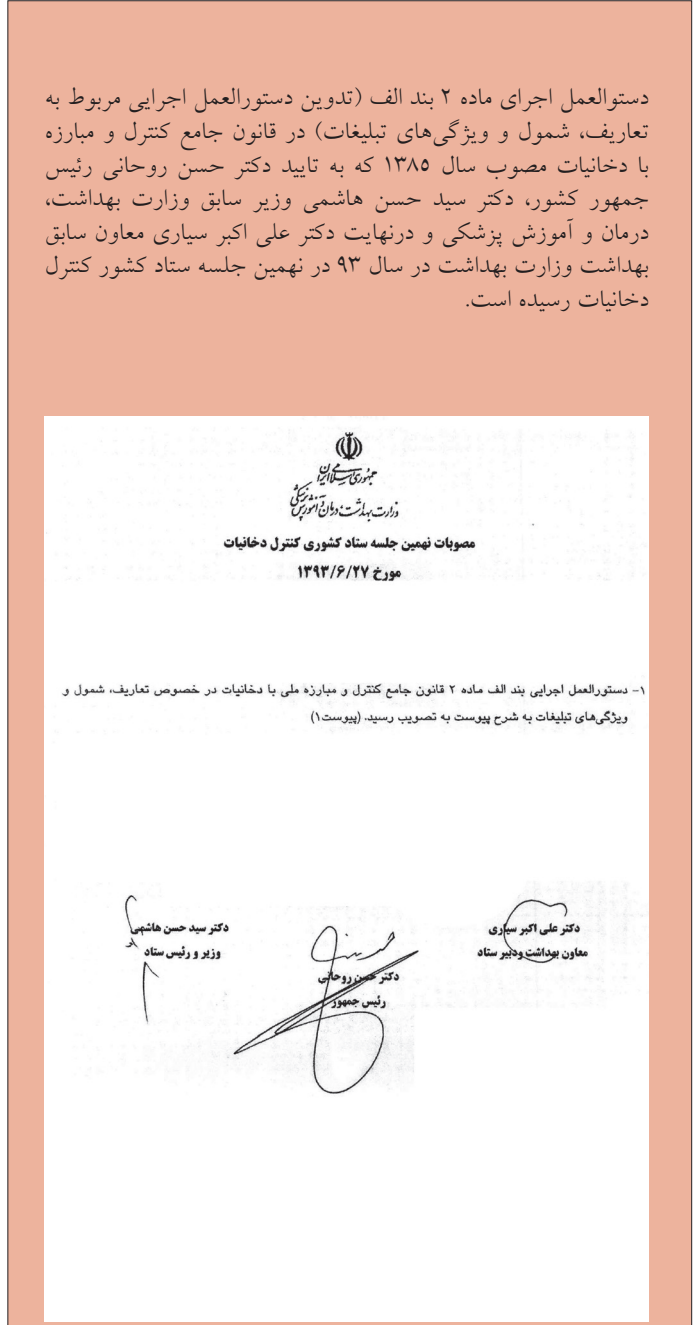 دستوالعمل اجرای ماده ۲ بند الف (تدوین دستورالعمل اجرایی مربوط به
تعاریف، شمول و ویژگی‌های تبلیغات) در قانون جامع کنترل و مبارزه
با دخانیات مصوب سال ۱۳۸۵ که به تایید دکتر حسن روحانی رئیس
جمهور کشور، دکتر سید حسن هاشمی وزیر سابق وزارت بهداشت،
درمان و آموزش پزشکی و درنهایت دکتر علی اکبر سیاری معاون سابق
بهداشت وزارت بهداشت در سال ۹۳ در نهمین جلسه ستاد کشور کنترل
دخانیات رسیده است.
جمهوری اسلامی ایران
وزارت بهداشت درمان و آموزش پزشکی
مصوبات نهمین جلسه ستاد کشوری کنترل دخانیات
مورخ ۱۳۹۳/۶/۲۷
۱- دستورالعمل اجرایی بند الف ماده ۲ قانون جامع کنترل و مبارزه ملی با دخانیات در خصوص تعاریف، شمول و
ویژگی‌های تبلیغات به شرح پیوست به تصویب رسید. (پیوست۱)
دکتر علی اکبر سیاری
معاون بهداشت ودبیر ستاد
دکتر حسن روحانی
رئیس جمهور
دکتر سید حسن هاشمی
وزیر و رئیس ستاد